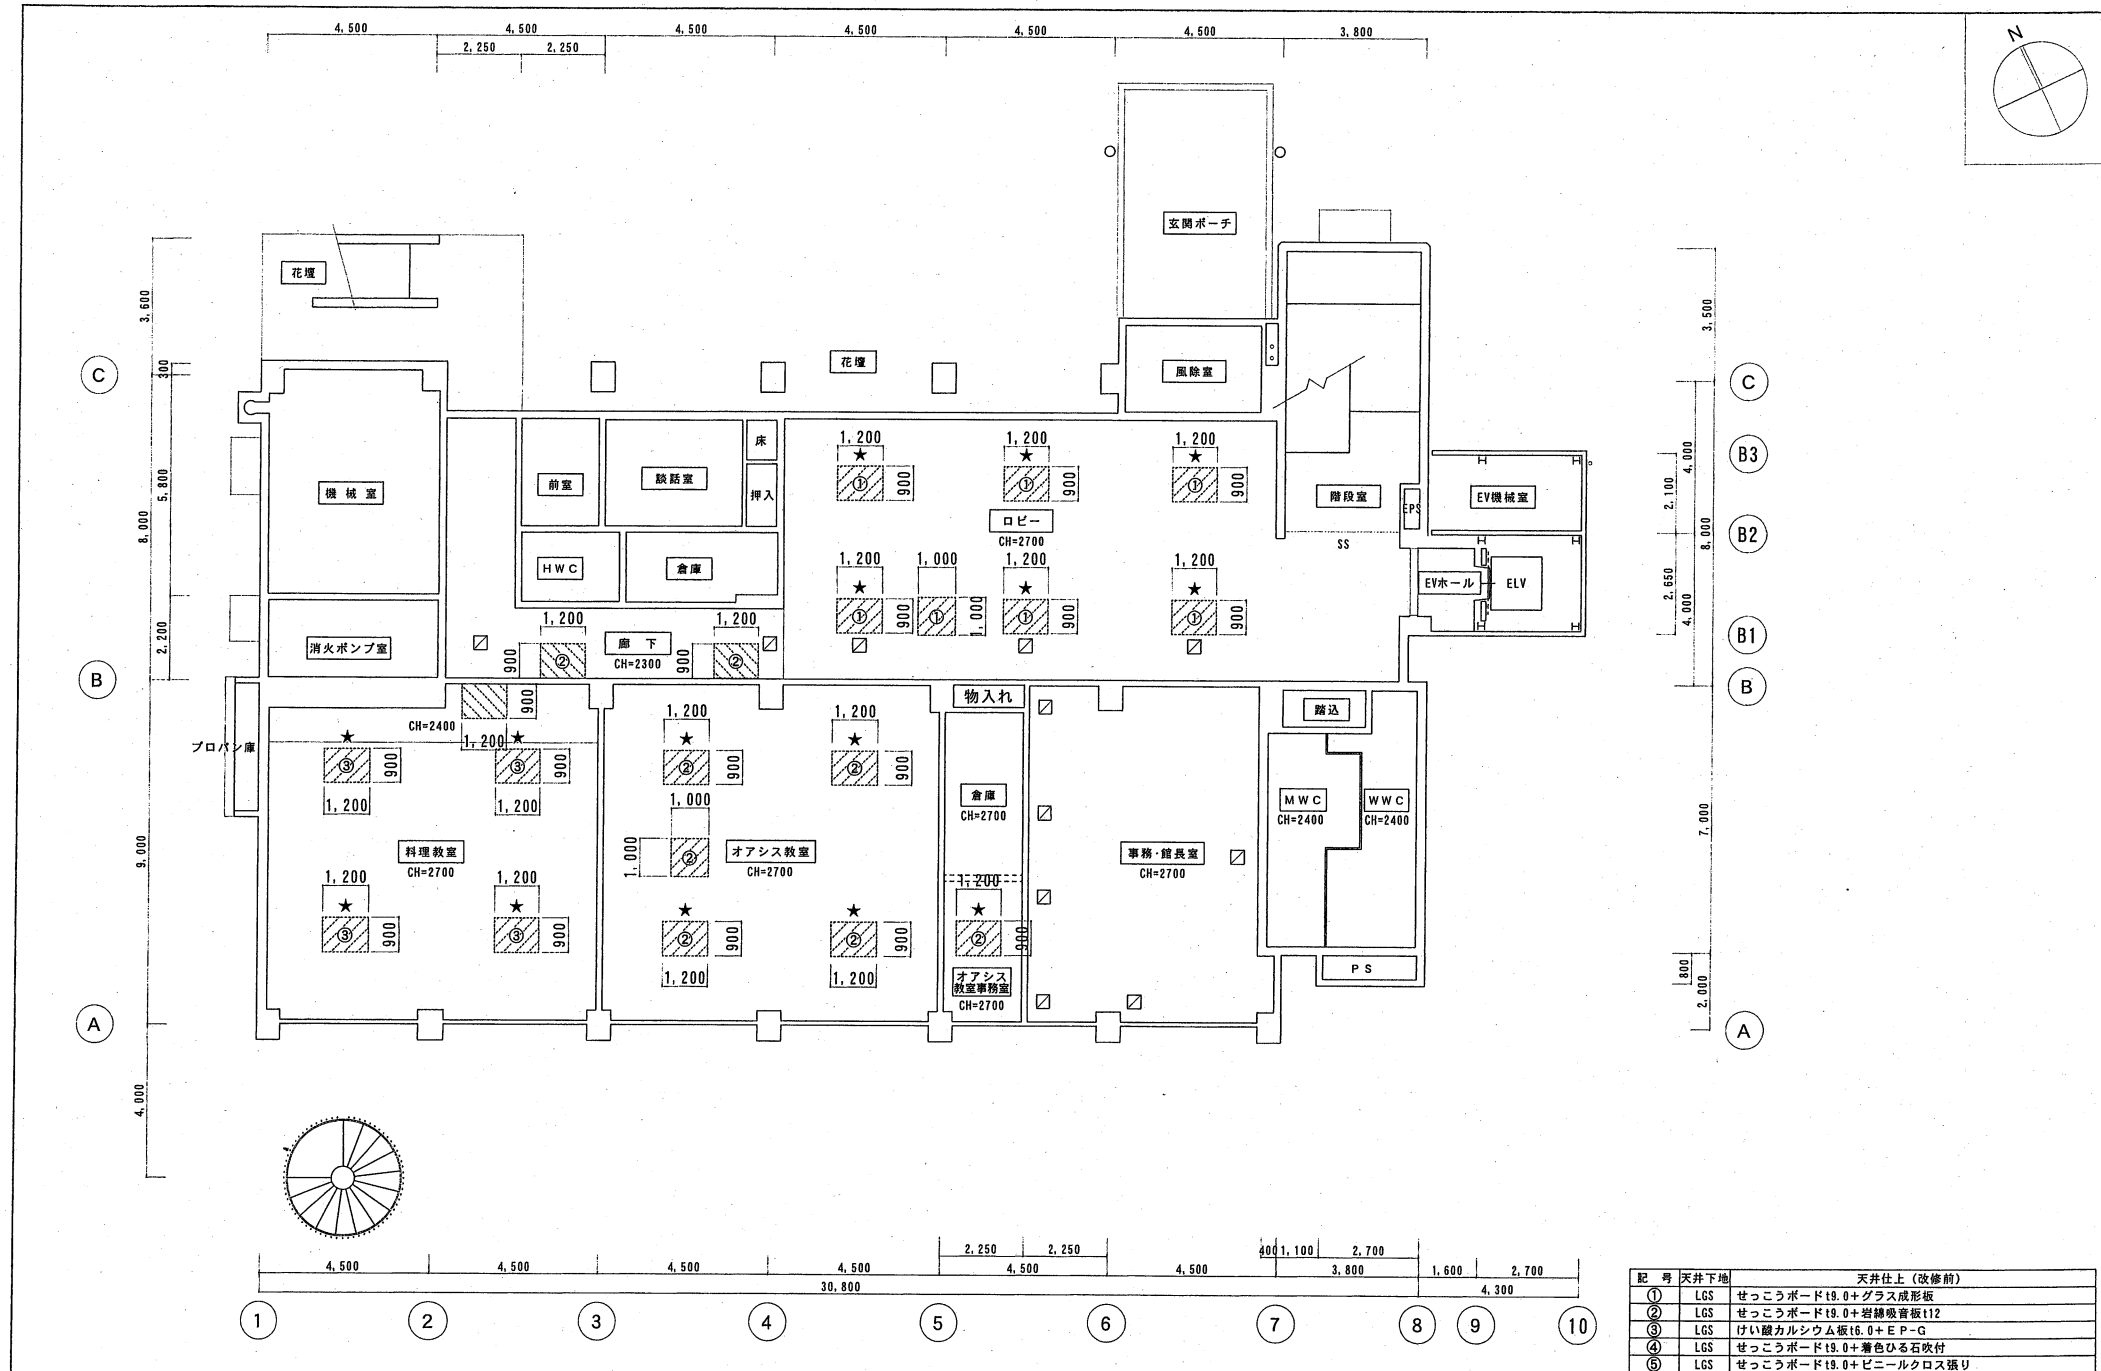 4,500 4,500 4,500 4,500 4,500 4,500 3,800
2,250 2,250
N
玄関ポーチ
花壇
3,600
3,500
花壇
300
風除室
C
C
1,200 1,200 1,200
床
★ ★ ★
B3
4,000
機械室
前室
談話室
押入
① 900 ① 900 ① 900
階段室
EPS
EV機械室
2,100
5,800
ロビー
CH=2700
8,000
8,000
SS
B2
HWC
倉庫
1,200 1,000 1,200 1,200
★ ★ ★
EVホール
ELV
2,650
① 900 ① 1,000 ① 900 ① 900
4,000
1,200 1,200
2,200
消火ポンプ室
廊下
CH=2300
B1
900 ② 900 ②
B
B
900
物入れ
CH=2400
1,200
1,200 1,200
踏込
プロパン庫
★ ★ ★ ★
③ 900 ③ 900 ② 900 ② 900
1,200 1,200
1,000
倉庫
CH=2700
MWC
CH=2400
WWC
CH=2400
7,000
9,000
1,000 ②
料理教室
CH=2700
オアシス教室
CH=2700
事務・館長室
CH=2700
1,200 1,200
1,200
★ ★ ★ ★ ★
③ 900 ③ 900 ② 900 ② 900 ② 900
1,200 1,200
オアシス
教室事務室
CH=2700
PS
800
2,000
A
A
4,000
2,250 2,250
400 1,100 2,700
4,500 4,500 4,500 4,500 4,500 4,500 3,800 1,600 2,700
30,800
4,300
1 2 3 4 5 6 7 8 9 10
記号 天井下地 天井仕上(改修前)
① LGS せっこうボードt9.0+グラス成形板
② LGS せっこうボードt9.0+岩綿吸音板t12
③ LGS けい酸カルシウム板t6.0+EP-G
④ LGS せっこうボードt9.0+着色ひる石吹付
⑤ LGS せっこうボードt9.0+ビニールクロス張り